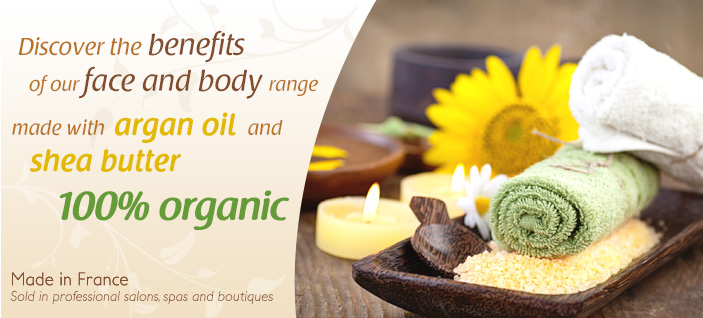 Discover the benefits
of our face and body range
made with argan oil and
shea butter
100% organic
Made in France
Sold in professional salons, spas and boutiques